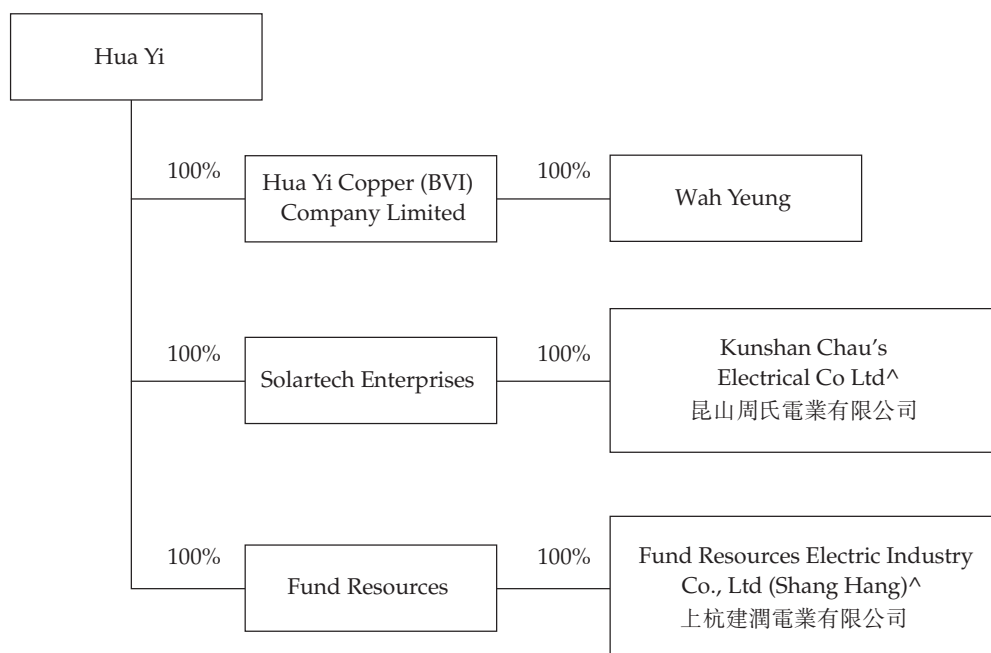 Hua Yi
100%
Hua Yi Copper (BVI)
Company Limited
100%
Wah Yeung
100%
Solartech Enterprises
100%
Kunshan Chau's
Electrical Co Ltd^
昆山周氏電業有限公司
100%
Fund Resources
100%
Fund Resources Electric Industry
Co., Ltd (Shang Hang)^
上杭建潤電業有限公司